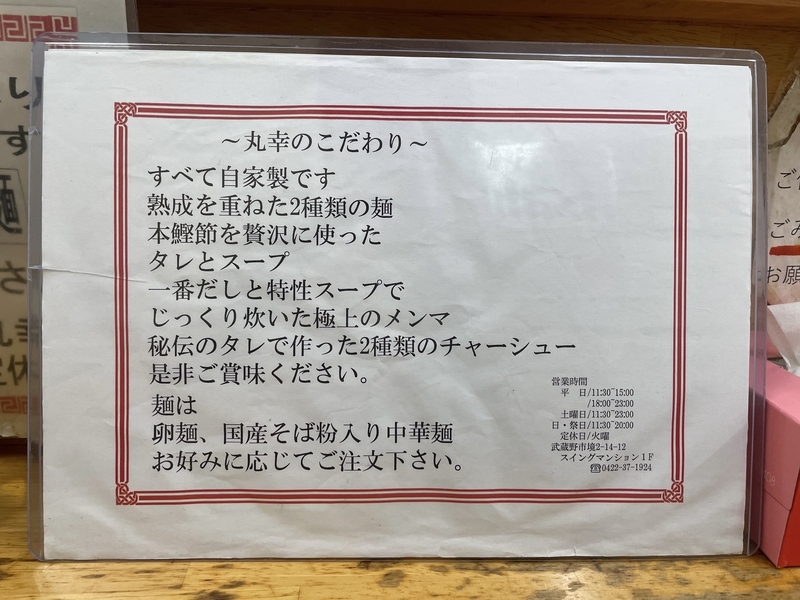 ～丸幸のこだわり～
すべて自家製です
熟成を重ねた2種類の麺
本鰹節を贅沢に使った
タレとスープ
一番だしと特性スープで
じっくり炊いた極上のメンマ
秘伝のタレで作った2種類のチャーシュー
是非ご賞味ください。
麺は
卵麺、国産そば粉入り中華麺
お好みに応じてご注文下さい。
営業時間
平　日/11:30~15:00
/18:00~23:00
土曜日/11:30~23:00
日・祭日/11:30~20:00
定休日/火曜
武蔵野市境2-14-12
スイングマンション1F
☎0422-37-1924
ごみ
お願